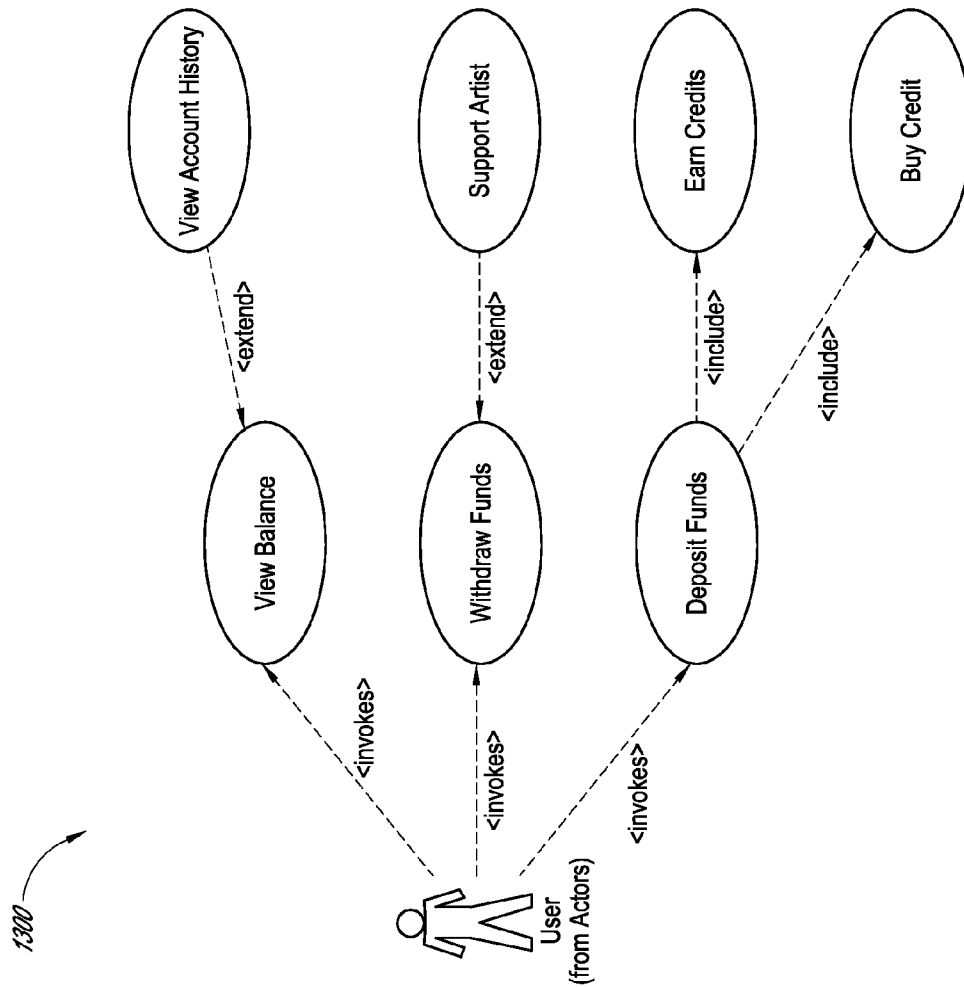 1300
User
(from Actors)
<invokes>
<invokes>
<invokes>
View Balance
Withdraw Funds
Deposit Funds
<extend>
<extend>
<include>
<include>
View Account History
Support Artist
Earn Credits
Buy Credit